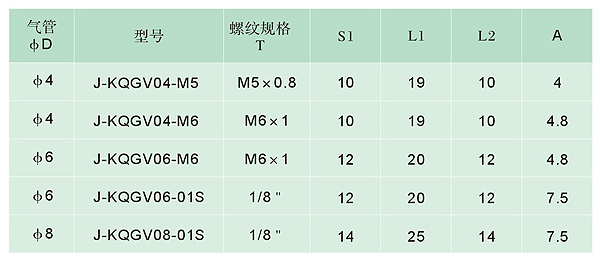 气管 φD 型号 螺纹规格 T S1 L1 L2 A
φ4 J-KQGV04-M5 M5×0.8 10 19 10 4
φ4 J-KQGV04-M6 M6×1 10 19 10 4.8
φ6 J-KQGV06-M6 M6×1 12 20 12 4.8
φ6 J-KQGV06-01S 1/8" 12 20 12 7.5
φ8 J-KQGV08-01S 1/8" 14 25 14 7.5